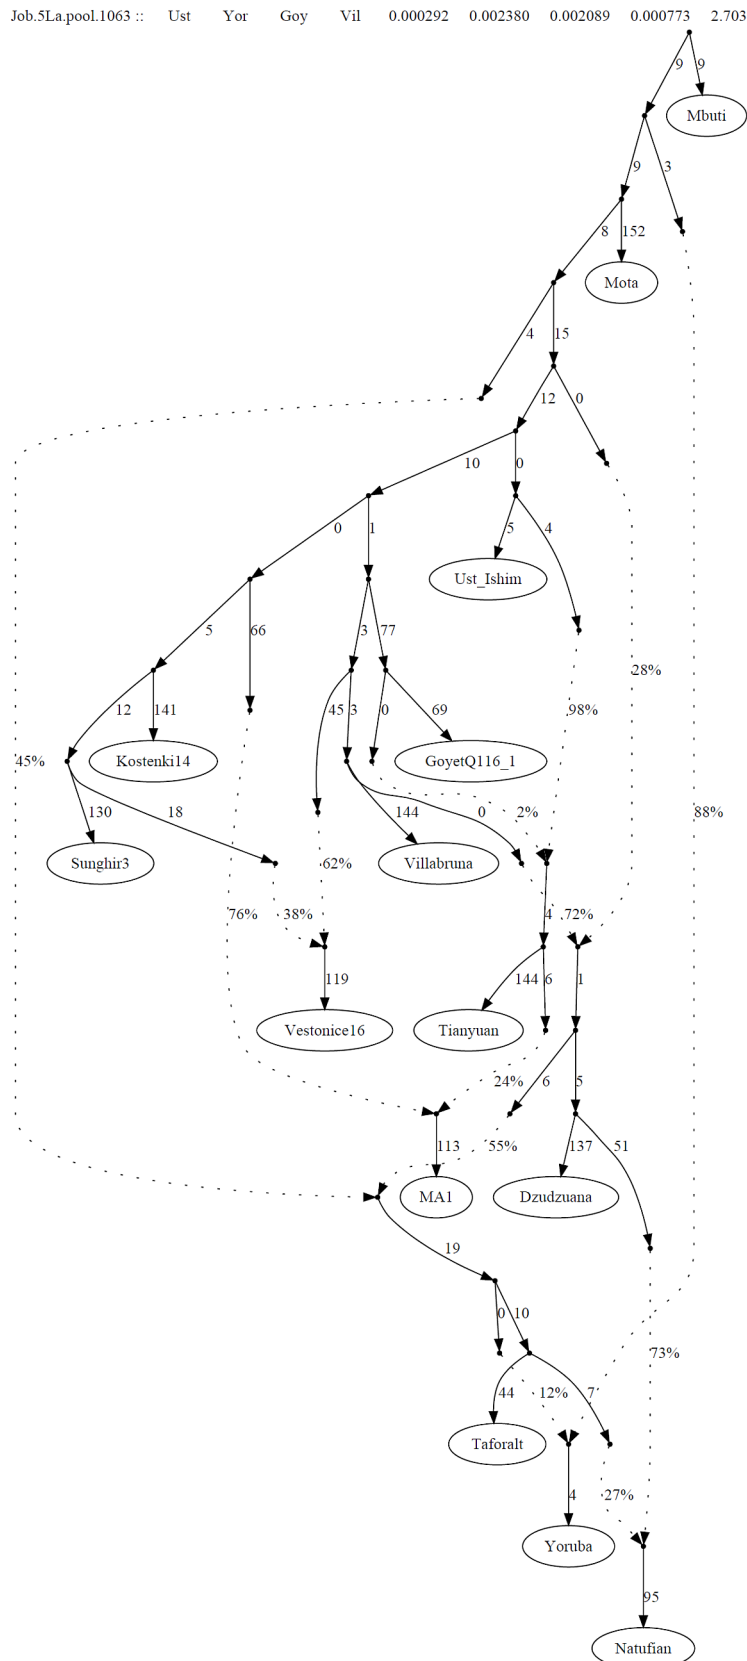 Job.5La.pool.1063 :: Ust Yor Goy Vil 0.000292 0.002380 0.002089 0.000773 2.703
9 9
Mbuti
9 3
8 152
Mota
4 15
12 0
10 0
0 1 5 4
Ust_Ishim
5 66 3 77 28%
12 141 45 3 0 69 98%
45% Kostenki14 GoyetQ116_1
130 18 144 0 2% 88%
Sunghir3 62% Villabruna
76% 38% 4 72%
119 144 6 1
Vestonice16 Tianyuan
24% 6 5
113 55% 137 51
MA1 Dzudzuana
19
0 10
73%
44 12% 7
Taforalt
4 27%
Yoruba
95
Natufian